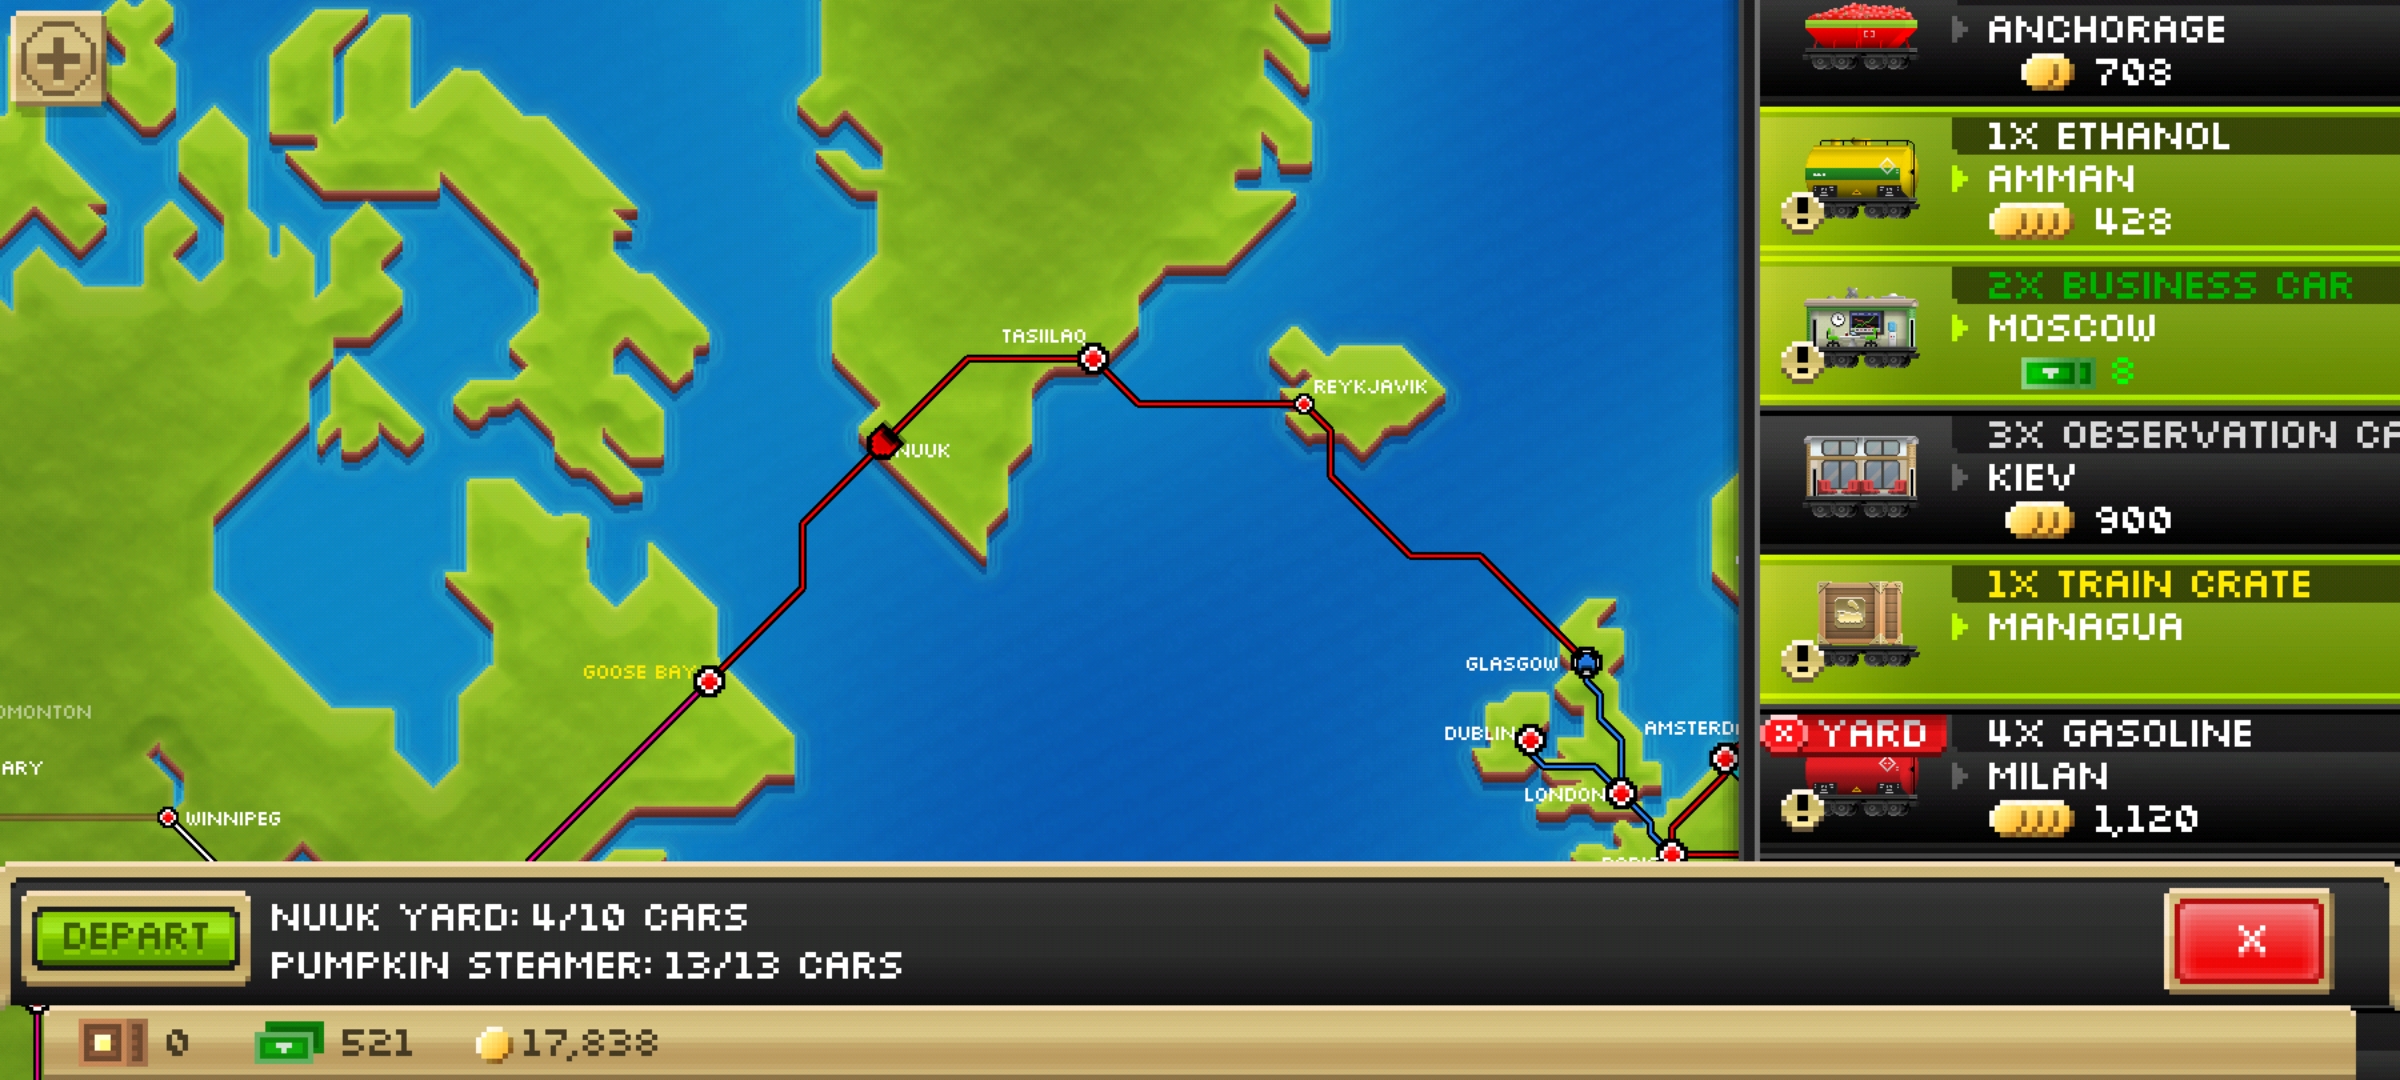 TASIILAQ
REYKJAVIK
NUUK
GOOSE BAY
GLASGOW
DMONTON
DUBLIN
AMSTERD
ARY
LONDON
WINNIPEG
ANCHORAGE
708
1X ETHANOL
AMMAN
428
2X BUSINESS CAR
MOSCOW
8
3X OBSERVATION CA
KIEV
900
1X TRAIN CRATE
MANAGUA
YARD
4X GASOLINE
MILAN
1,120
DEPART
NUUK YARD: 4/10 CARS
PUMPKIN STEAMER: 13/13 CARS
X
0
521
17,838